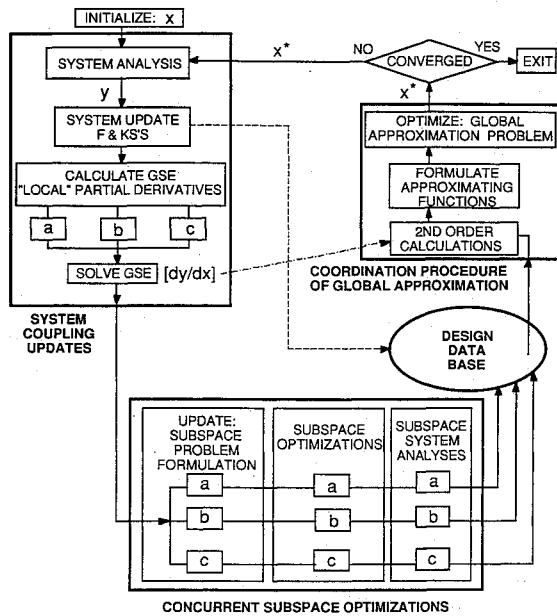 INITIALIZE: x
SYSTEM ANALYSIS
y
SYSTEM UPDATE
F & KS'S
CALCULATE GSE
"LOCAL" PARTIAL DERIVATIVES
a b c
SOLVE GSE
[dy/dx]
SYSTEM
COUPLING
UPDATES
x*
NO
CONVERGED
YES
EXIT
x*
OPTIMIZE: GLOBAL
APPROXIMATION PROBLEM
FORMULATE
APPROXIMATING
FUNCTIONS
2ND ORDER
CALCULATIONS
COORDINATION PROCEDURE
OF GLOBAL APPROXIMATION
DESIGN
DATA
BASE
UPDATE:
SUBSPACE
PROBLEM
FORMULATION
SUBSPACE
OPTIMIZATIONS
SUBSPACE
SYSTEM
ANALYSES
a a a
b b b
c c c
CONCURRENT SUBSPACE OPTIMIZATIONS